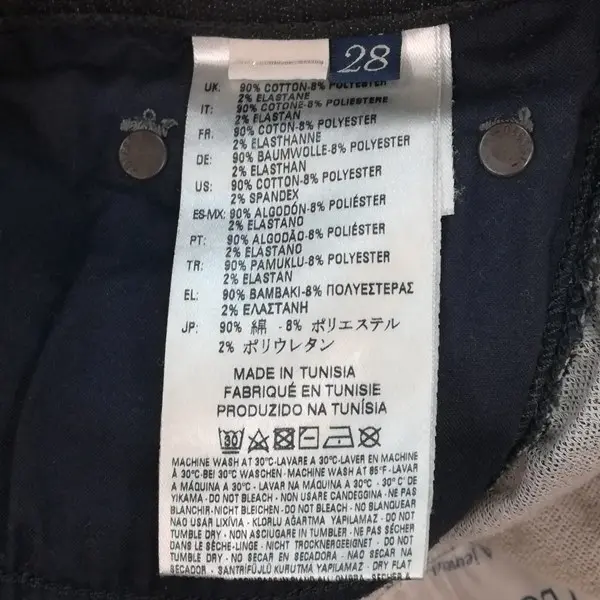 28
UK: 90% COTTON-8% POLYESTER
2% ELASTANE
IT: 90% COTONE-8% POLIESTERE
2% ELASTAN
FR: 90% COTON-8% POLYESTER
2% ELASTHANNE
DE: 90% BAUMWOLLE-8% POLYESTER
2% ELASTHAN
US: 90% COTTON-8% POLYESTER
2% SPANDEX
ES-MX: 90% ALGODÓN-8% POLIÉSTER
2% ELASTANO
PT: 90% ALGODÃO-8% POLIÉSTER
2% ELASTANO
TR: 90% PAMUKLU-8% POLYESTER
2% ELASTAN
EL: 90% BAMBAKI-8% ΠΟΛΥΕΣΤΕΡΑΣ
2% ΕΛΑΣΤΑΝΗ
JP: 90% 綿 -8% ポリエステル
2% ポリウレタン
MADE IN TUNISIA
FABRIQUÉ EN TUNISIE
PRODUZIDO NA TUNÍSIA
30
MACHINE WASH AT 30°C-LAVARE A 30°C-LAVER EN MACHINE
À 30°C-BEI 30°C WASCHEN-MACHINE WASH AT 85°F-LAVAR
A MÁQUINA A 30°C - LAVAR NA MÁQUINA A 30°C - 30° C' DE
YIKAMA - DO NOT BLEACH - NON USARE CANDEGGINA - NE PAS
BLANCHIR-NICHT BLEICHEN-DO NOT BLEACH-NO BLANQUEAR
NÃO USAR LIXÍVIA - KLORLU AĞARTMA YAPILAMAZ - DO NOT
TUMBLE DRY - NON ASCIUGARE IN TUMBLER - NE PAS SÉCHER
DANS LE SÈCHE-LINGE - NICHT TROCKNERGEEIGNET - DO NOT
TUMBLE DRY - NO SECAR EN SECADORA - NÃO SECAR NA
SECADOR - SANTRİFÜJLÜ KURUTMA YAPILAMAZ - DRY FLAT